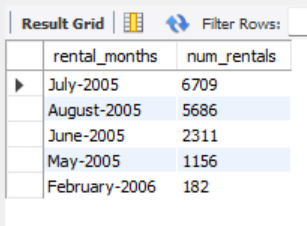 Result Grid Filter Rows:
rental_months num_rentals
July-2005 6709
August-2005 5686
June-2005 2311
May-2005 1156
February-2006 182